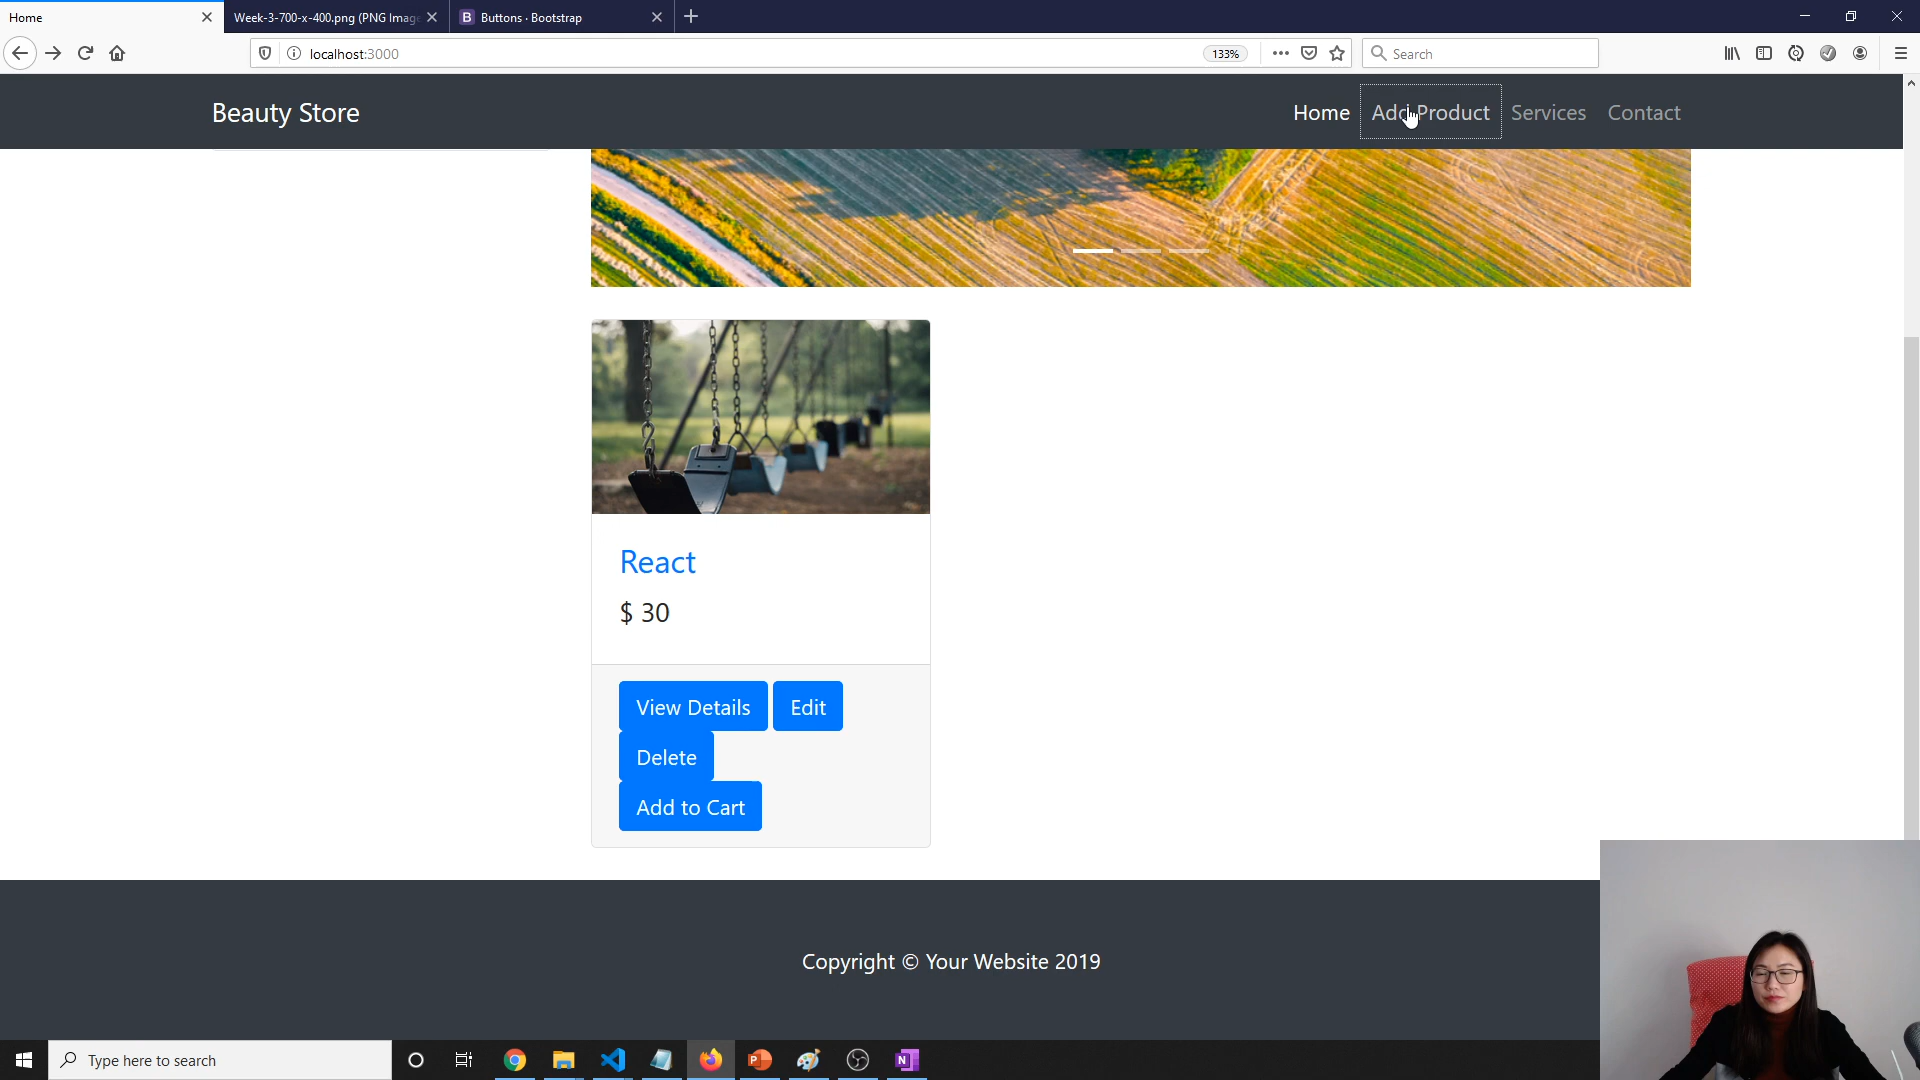 Home
Week-3-700-x-400.png (PNG Imag
B Buttons · Bootstrap
localhost:3000
133%
Search
Beauty Store
Home
Add Product
Services
Contact
React
$ 30
View Details
Edit
Delete
Add to Cart
Copyright © Your Website 2019
Type here to search